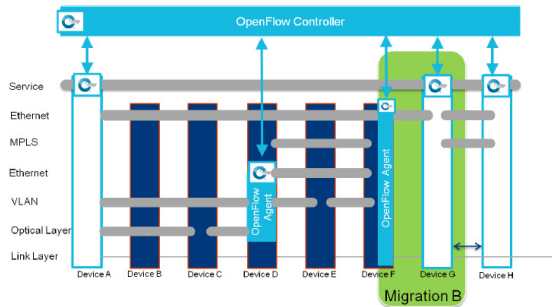 OpenFlow Controller
Service
Ethernet
MPLS
Ethernet
VLAN
Optical Layer
Link Layer
OpenFlow Agent
OpenFlow Agent
Device A
Device B
Device C
Device D
Device E
Device F
Device G
Device H
Migration B